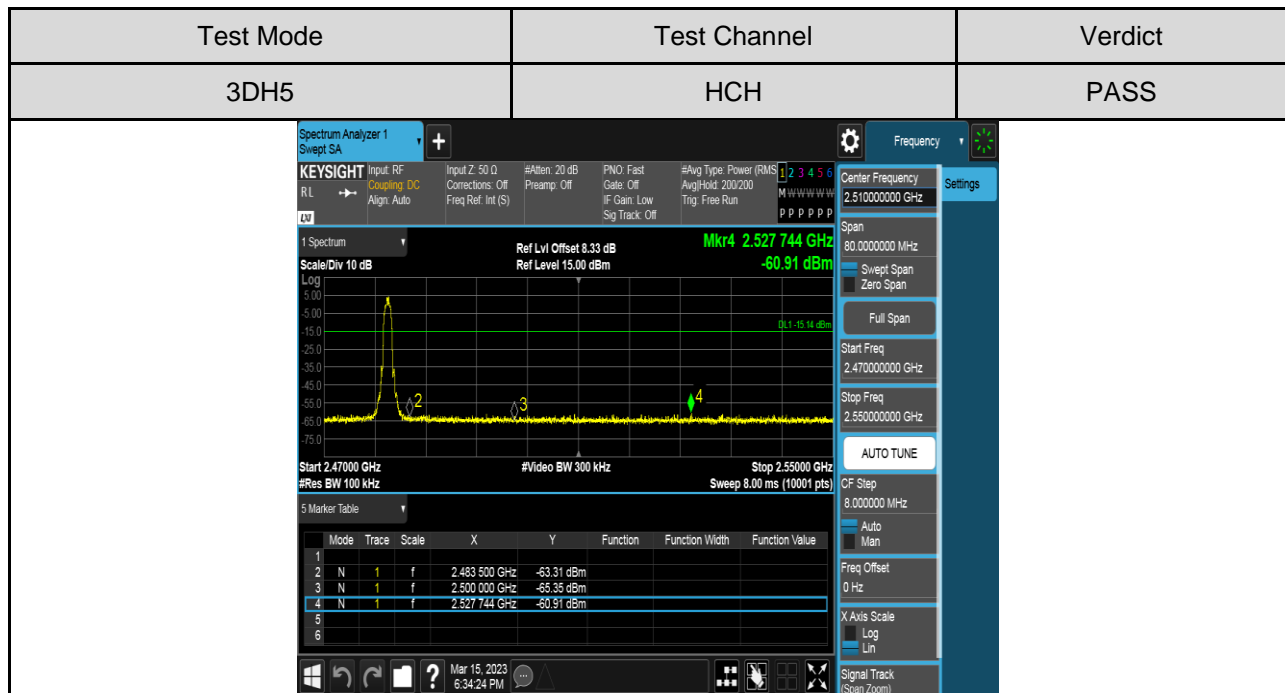 Test Mode Test Channel Verdict
3DH5 HCH PASS
Spectrum Analyzer 1
Swept SA
+
Frequency
KEYSIGHT Input: RF Input Z: 50 Ω #Atten: 20 dB PNO: Fast #Avg Type: Power (RMS 1 2 3 4 5 6
RL Coupling: DC Corrections: Off Preamp: Off Gate: Off Avg|Hold: 200/200 M W W W W W
Align: Auto Freq Ref: Int (S) IF Gain: Low Trig: Free Run
LXI Sig Track: Off P P P P P P
Center Frequency
2.510000000 GHz
Settings
1 Spectrum
Ref Lvl Offset 8.33 dB Mkr4 2.527 744 GHz
Scale/Div 10 dB Ref Level 15.00 dBm -60.91 dBm
Log
5.00
-5.00
-15.0
DL1 -15.14 dBm
-25.0
-35.0
-45.0
-55.0
-65.0
-75.0
2
3
4
Start 2.47000 GHz #Video BW 300 kHz Stop 2.55000 GHz
#Res BW 100 kHz Sweep 8.00 ms (10001 pts)
Span
80.0000000 MHz
Swept Span
Zero Span
Full Span
Start Freq
2.470000000 GHz
Stop Freq
2.550000000 GHz
AUTO TUNE
CF Step
8.000000 MHz
Auto
Man
Freq Offset
0 Hz
X Axis Scale
Log
Lin
Signal Track
(Span Zoom)
5 Marker Table
Mode Trace Scale X Y Function Function Width Function Value
1
2 N 1 f 2.483 500 GHz -63.31 dBm
3 N 1 f 2.500 000 GHz -65.35 dBm
4 N 1 f 2.527 744 GHz -60.91 dBm
5
6
? Mar 15, 2023
6:34:24 PM